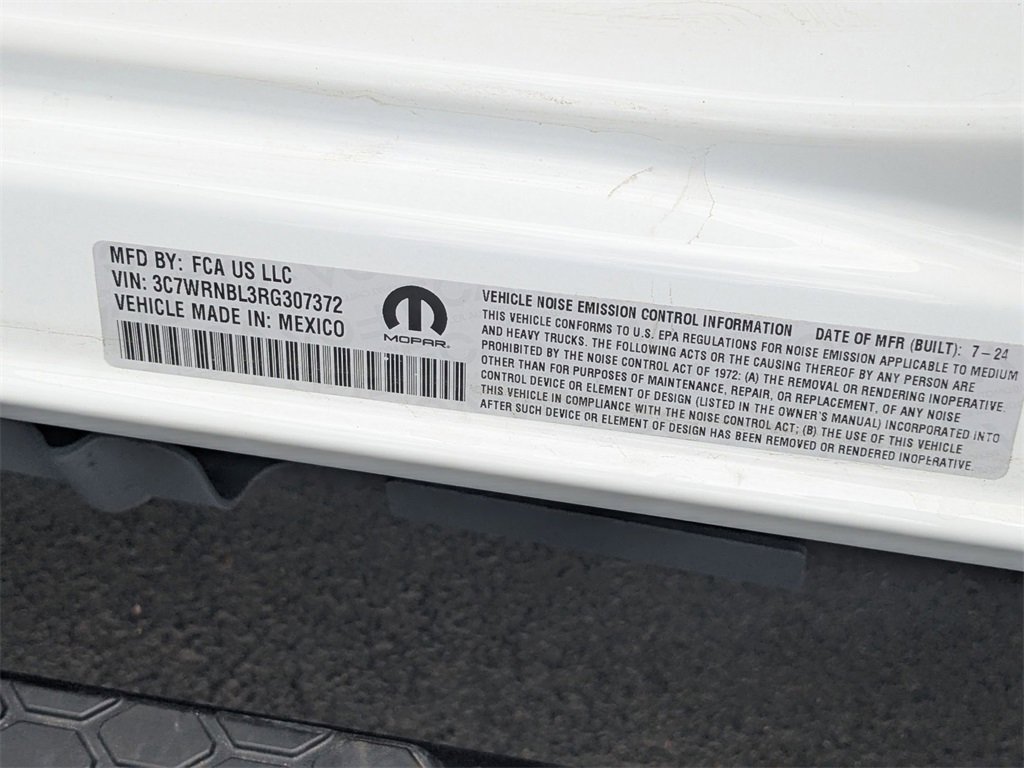 MFD BY: FCA US LLC
VIN: 3C7WRNBL3RG307372
VEHICLE MADE IN: MEXICO
MOPAR
VEHICLE NOISE EMISSION CONTROL INFORMATION DATE OF MFR (BUILT): 7-24
THIS VEHICLE CONFORMS TO U.S. EPA REGULATIONS FOR NOISE EMISSION APPLICABLE TO MEDIUM
AND HEAVY TRUCKS. THE FOLLOWING ACTS OR THE CAUSING THEREOF BY ANY PERSON ARE
PROHIBITED BY THE NOISE CONTROL ACT OF 1972: (A) THE REMOVAL OR RENDERING INOPERATIVE
OTHER THAN FOR PURPOSES OF MAINTENANCE, REPAIR, OR REPLACEMENT, OF ANY NOISE
CONTROL DEVICE OR ELEMENT OF DESIGN (LISTED IN THE OWNER'S MANUAL) INCORPORATED INTO
THIS VEHICLE IN COMPLIANCE WITH THE NOISE CONTROL ACT; (B) THE USE OF THIS VEHICLE
AFTER SUCH DEVICE OR ELEMENT OF DESIGN HAS BEEN REMOVED OR RENDERED INOPERATIVE.